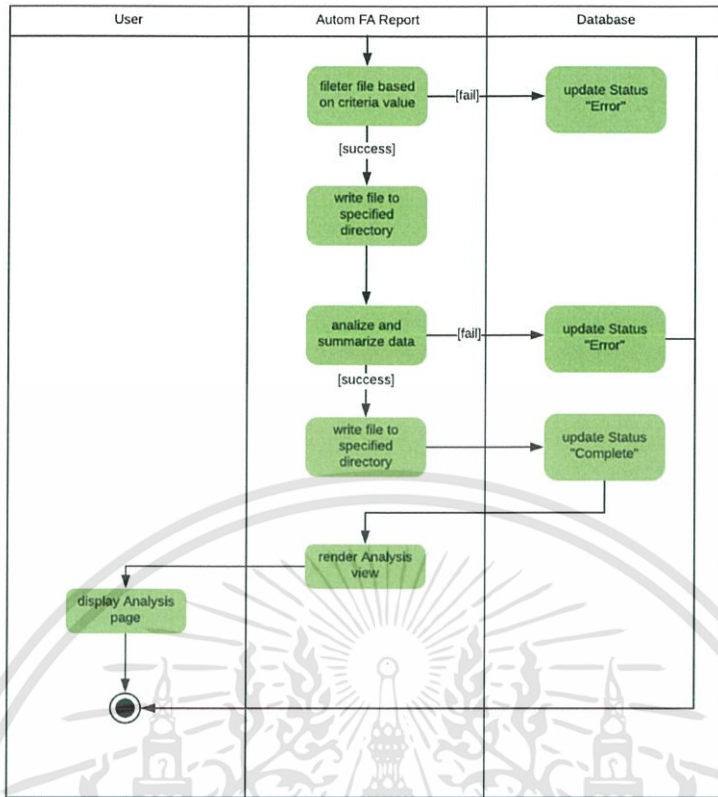 User
Autom FA Report
Database
fileter file based
on criteria value
[fail]
update Status
"Error"
[success]
write file to
specified
directory
analize and
summarize data
[fail]
update Status
"Error"
[success]
write file to
specified
directory
update Status
"Complete"
render Analysis
view
display Analysis
page